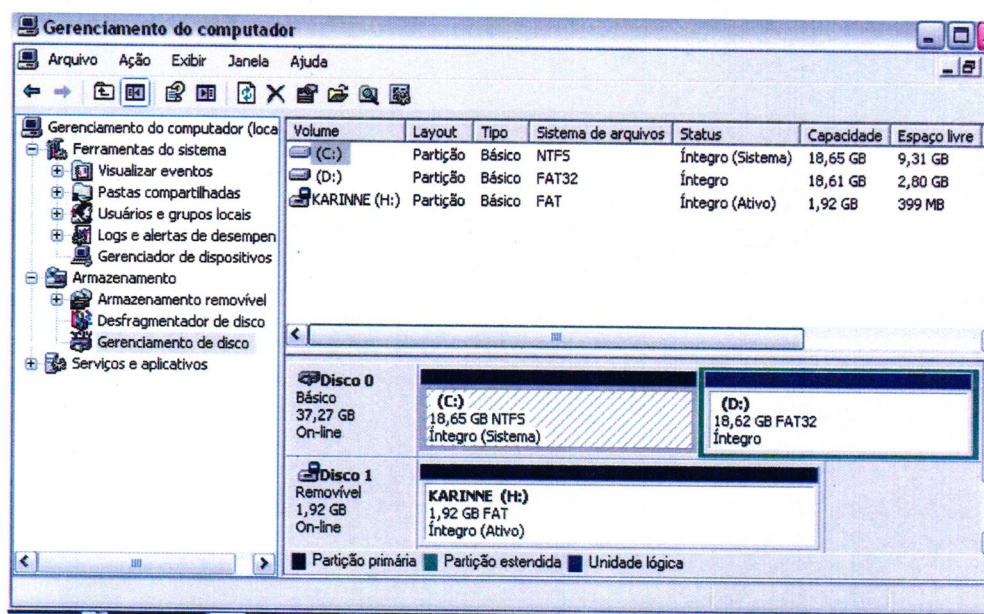 Gerenciamento do computador
Arquivo Ação Exibir Janela Ajuda
Gerenciamento do computador (loca
Ferramentas do sistema
Visualizar eventos
Pastas compartilhadas
Usuários e grupos locais
Logs e alertas de desempen
Gerenciador de dispositivos
Armazenamento
Armazenamento removível
Desfragmentador de disco
Gerenciamento de disco
Serviços e aplicativos
Volume Layout Tipo Sistema de arquivos Status Capacidade Espaço livre
(C:) Partição Básico NTFS Íntegro (Sistema) 18,65 GB 9,31 GB
(D:) Partição Básico FAT32 Íntegro 18,61 GB 2,80 GB
KARINNE (H:) Partição Básico FAT Íntegro (Ativo) 1,92 GB 399 MB
Disco 0
Básico
37,27 GB
On-line
(C:)
18,65 GB NTFS
Íntegro (Sistema)
(D:)
18,62 GB FAT32
Íntegro
Disco 1
Removível
1,92 GB
On-line
KARINNE (H:)
1,92 GB FAT
Íntegro (Ativo)
Partição primária Partição estendida Unidade lógica